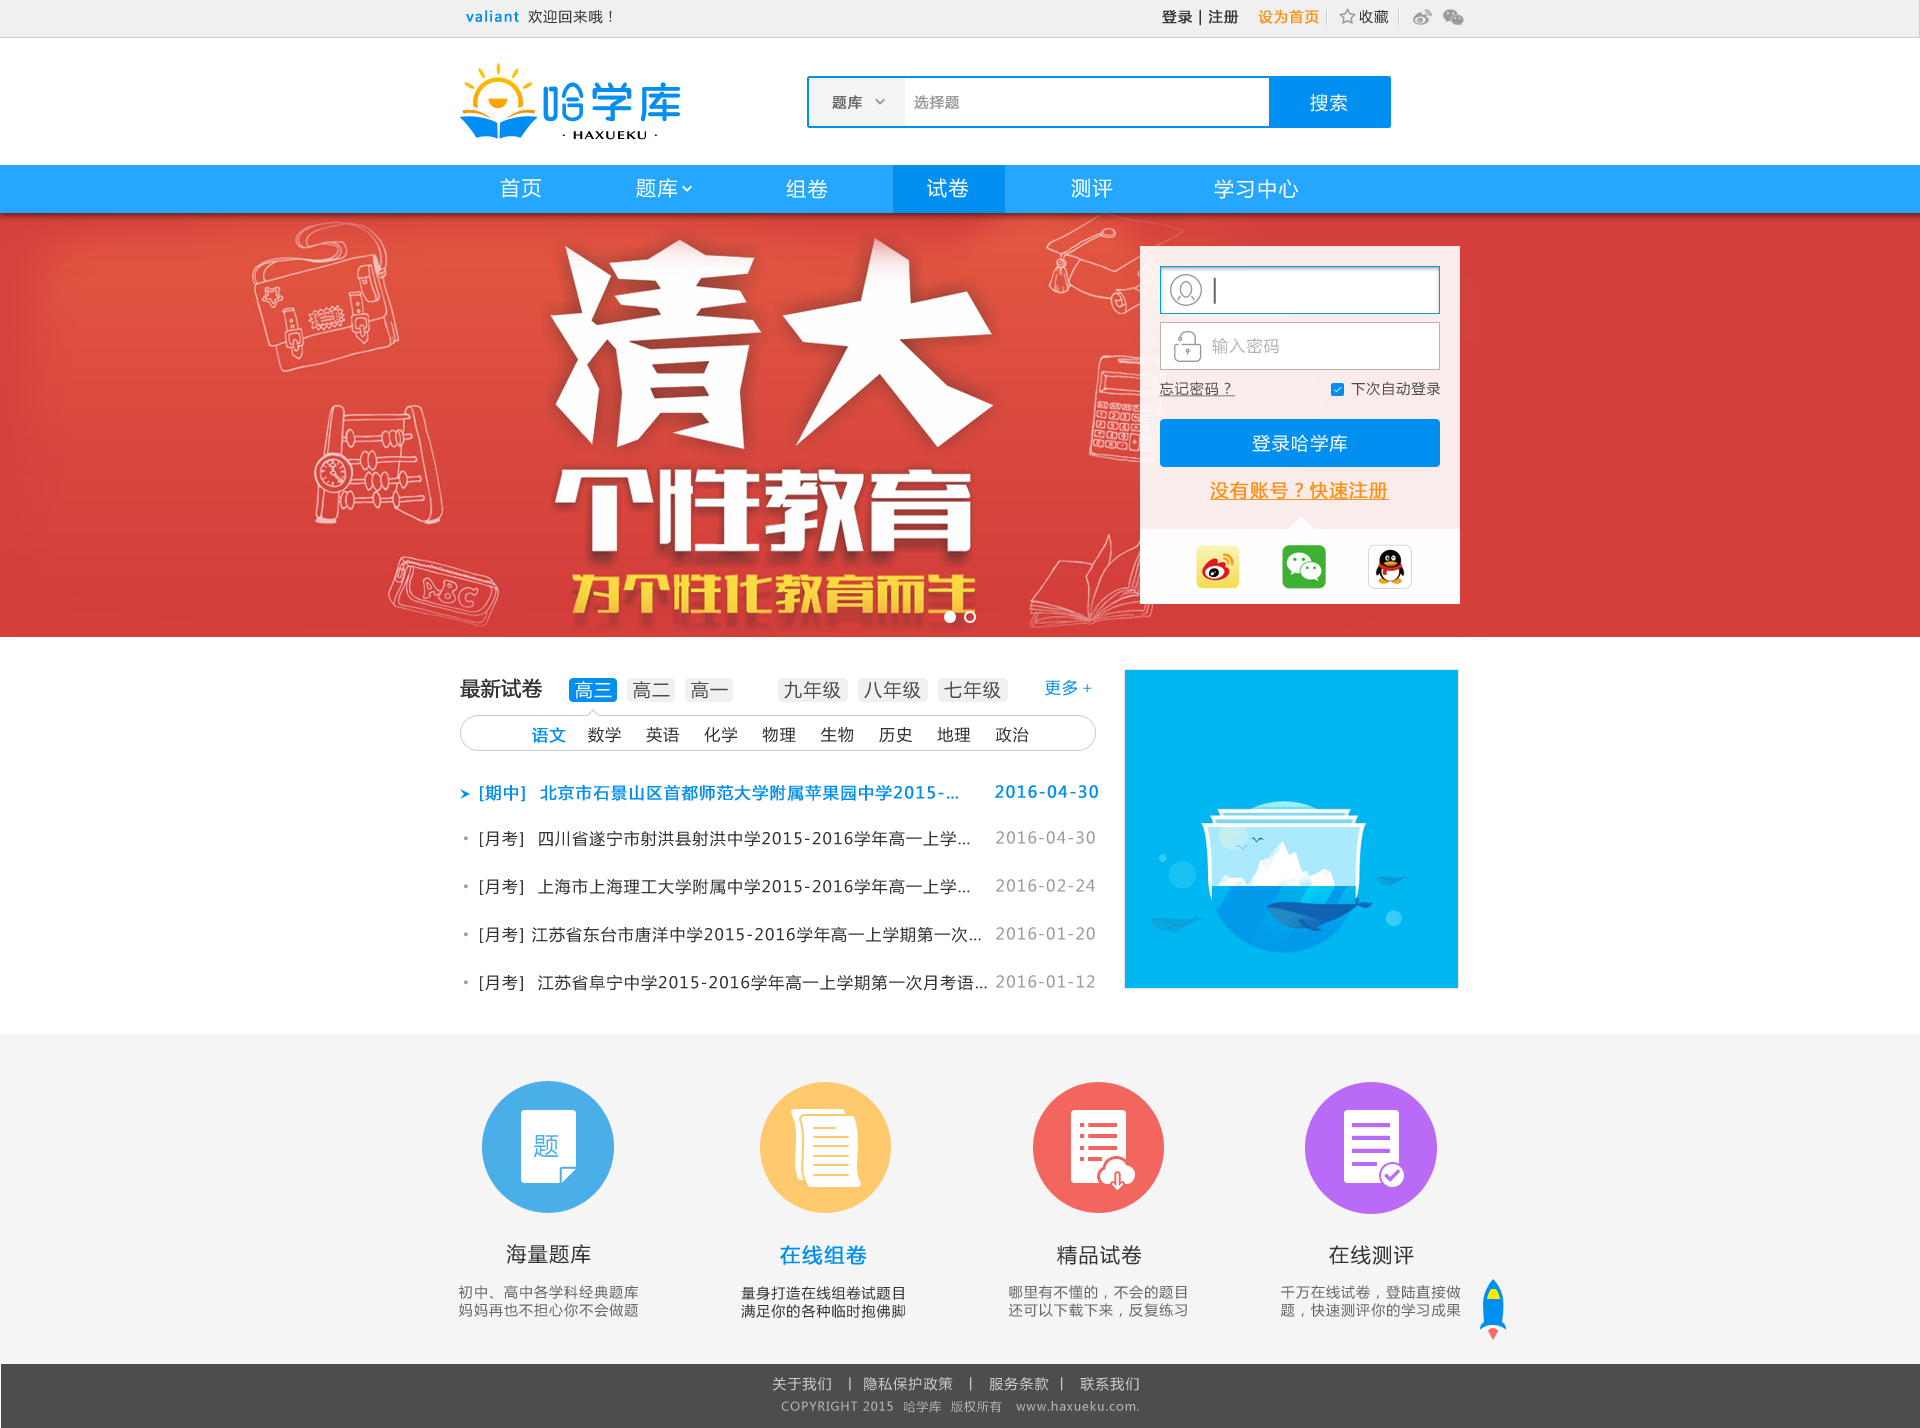 valiant 欢迎回来哦！
登录 | 注册 设为首页 收藏
哈学库
· HAXUEKU ·
题库 选择题 搜索
首页 题库 组卷 试卷 测评 学习中心
清大
个性教育
为个性化教育而生
ABC
输入密码
忘记密码？ 下次自动登录
登录哈学库
没有账号？快速注册
最新试卷 高三 高二 高一 九年级 八年级 七年级 更多 +
语文 数学 英语 化学 物理 生物 历史 地理 政治
[期中] 北京市石景山区首都师范大学附属苹果园中学2015-... 2016-04-30
[月考] 四川省遂宁市射洪县射洪中学2015-2016学年高一上学... 2016-04-30
[月考] 上海市上海理工大学附属中学2015-2016学年高一上学... 2016-02-24
[月考] 江苏省东台市唐洋中学2015-2016学年高一上学期第一次... 2016-01-20
[月考] 江苏省阜宁中学2015-2016学年高一上学期第一次月考语... 2016-01-12
题
海量题库
初中、高中各学科经典题库
妈妈再也不担心你不会做题
在线组卷
量身打造在线组卷试题目
满足你的各种临时抱佛脚
精品试卷
哪里有不懂的，不会的题目
还可以下载下来，反复练习
在线测评
千万在线试卷，登陆直接做
题，快速测评你的学习成果
关于我们 | 隐私保护政策 | 服务条款 | 联系我们
COPYRIGHT 2015 哈学库 版权所有 www.haxueku.com.